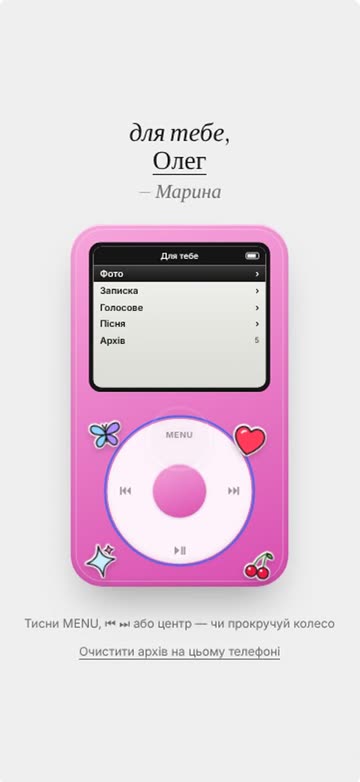 для тебе,
Олег
— Марина
Для тебе
Фото ›
Записка ›
Голосове ›
Пісня ›
Архів 5
MENU
Тисни MENU, ⏮ ⏭ або центр — чи прокручуй колесо
Очистити архів на цьому телефоні